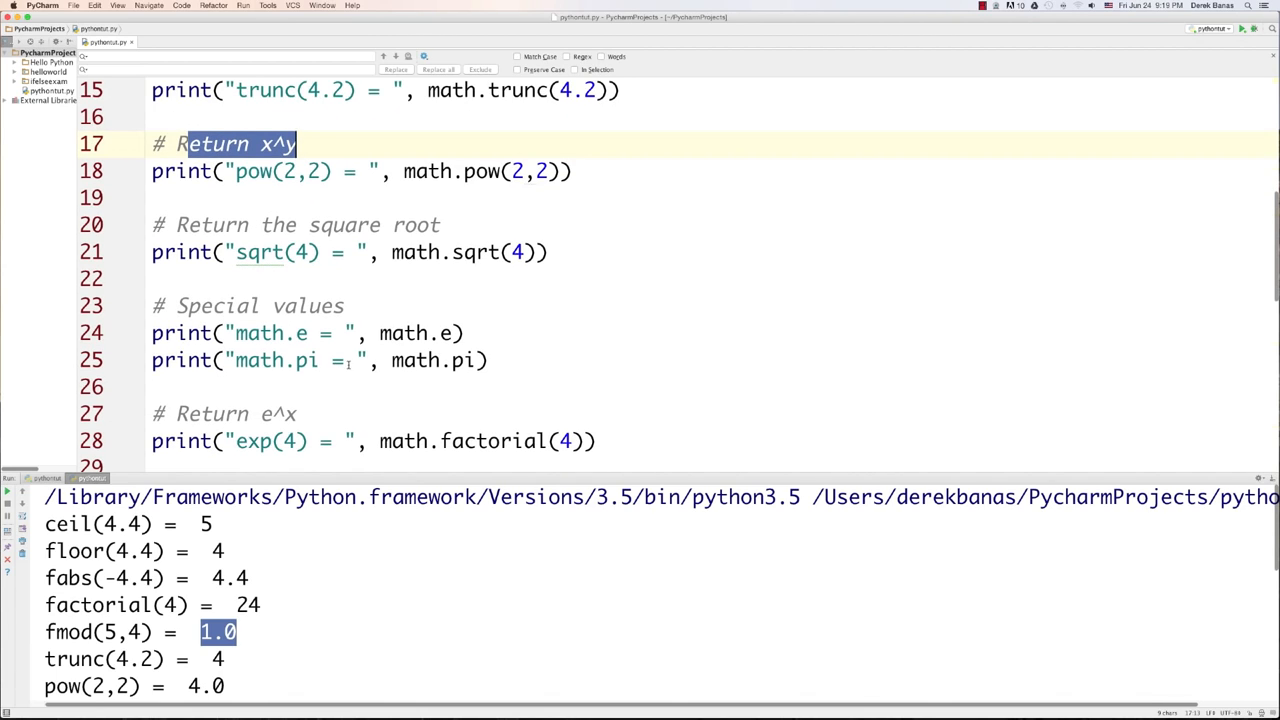 PyCharm File Edit View Navigate Code Refactor Run Tools VCS Window Help
Fri Jun 24 9:19 PM Derek Banas
pythontut.py - PycharmProjects - [~/PycharmProjects]
PycharmProjects pythontut.py
pythontut
pythontut.py ×
PycharmProject
Hello Python
helloworld
ifelseexam
pythontut.py
External Librarie
Match Case Regex Words
Replace Replace all Exclude Preserve Case In Selection
15 print("trunc(4.2) = ", math.trunc(4.2))
16
17 # Return x^y
18 print("pow(2,2) = ", math.pow(2,2))
19
20 # Return the square root
21 print("sqrt(4) = ", math.sqrt(4))
22
23 # Special values
24 print("math.e = ", math.e)
25 print("math.pi = ", math.pi)
26
27 # Return e^x
28 print("exp(4) = ", math.factorial(4))
29
Run: pythontut pythontut
/Library/Frameworks/Python.framework/Versions/3.5/bin/python3.5 /Users/derekbanas/PycharmProjects/pytho
ceil(4.4) = 5
floor(4.4) = 4
fabs(-4.4) = 4.4
factorial(4) = 24
fmod(5,4) = 1.0
trunc(4.2) = 4
pow(2,2) = 4.0
9 chars 17:13 LF‡ UTF-8‡